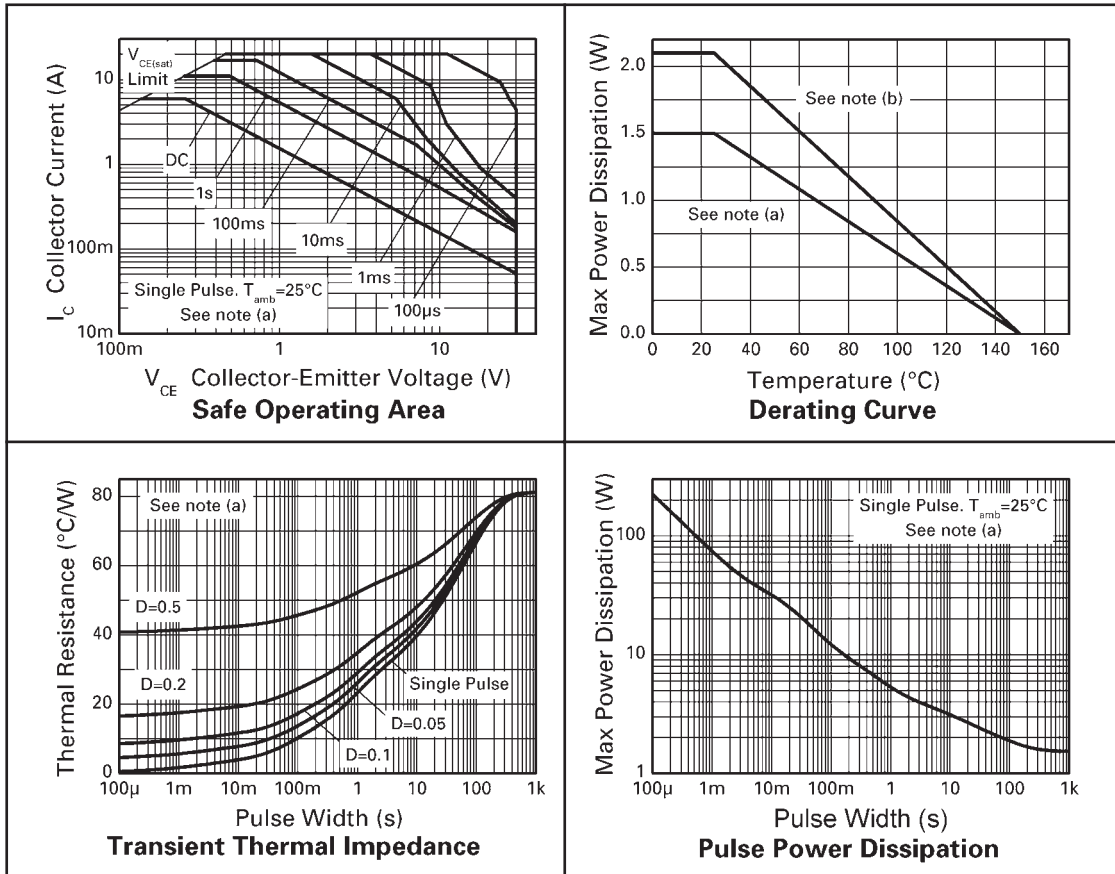 I_C Collector Current (A)
10
1
100m
10m
V_CE(sat)
Limit
DC
1s
100ms
10ms
1ms
100µs
Single Pulse. T_amb=25°C
See note (a)
100m 1 10
V_CE Collector-Emitter Voltage (V)
Safe Operating Area
Max Power Dissipation (W)
2.0
1.5
1.0
0.5
0.0
See note (b)
See note (a)
0 20 40 60 80 100 120 140 160
Temperature (°C)
Derating Curve
Thermal Resistance (°C/W)
80
60
40
20
0
See note (a)
D=0.5
D=0.2
Single Pulse
D=0.05
D=0.1
100µ 1m 10m 100m 1 10 100 1k
Pulse Width (s)
Transient Thermal Impedance
Max Power Dissipation (W)
100
10
1
Single Pulse. T_amb=25°C
See note (a)
100µ 1m 10m 100m 1 10 100 1k
Pulse Width (s)
Pulse Power Dissipation